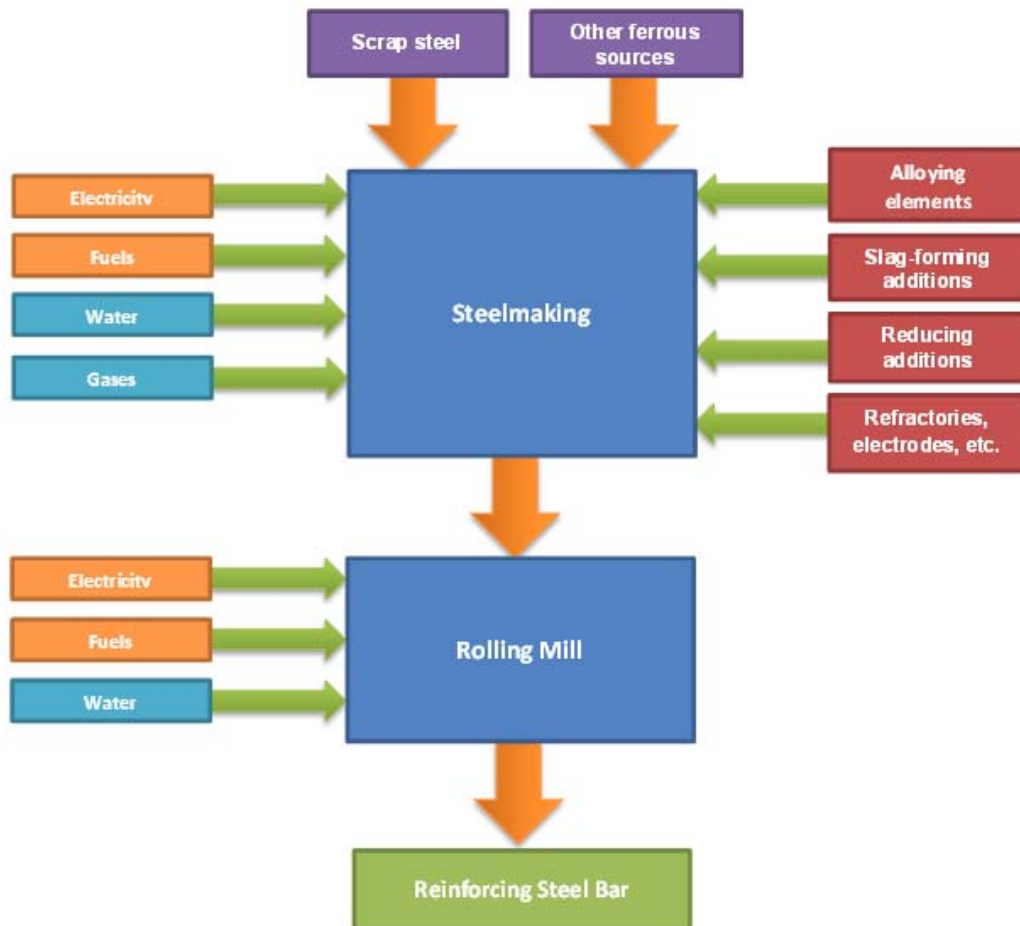 Scrap steel
Other ferrous
sources
Electricity
Fuels
Water
Gases
Steelmaking
Alloying
elements
Slag-forming
additions
Reducing
additions
Refractories,
electrodes, etc.
Electricity
Fuels
Water
Rolling Mill
Reinforcing Steel Bar